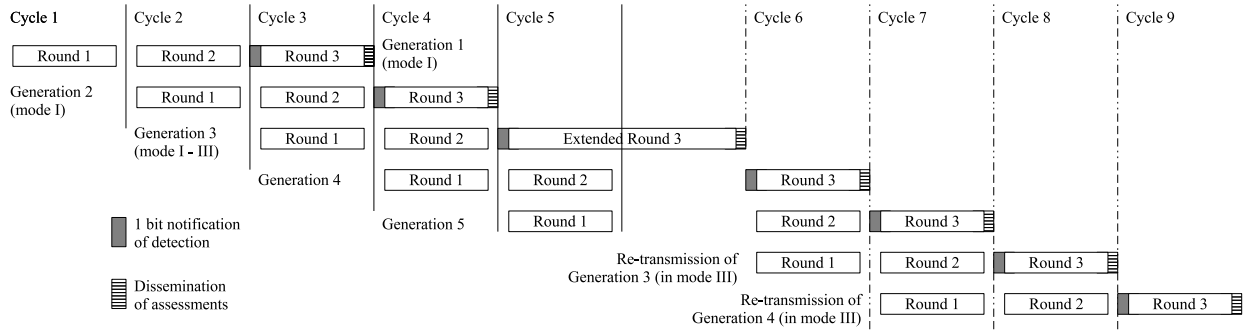 Cycle 1
Cycle 2
Cycle 3
Cycle 4
Cycle 5
Cycle 6
Cycle 7
Cycle 8
Cycle 9
Round 1
Round 2
Round 3
Generation 1
(mode I)
Generation 2
(mode I)
Round 1
Round 2
Round 3
Generation 3
(mode I - III)
Round 1
Round 2
Extended Round 3
Generation 4
Round 1
Round 2
Round 3
Generation 5
Round 1
Round 2
Round 3
1 bit notification
of detection
Re-transmission of
Generation 3 (in mode III)
Round 1
Round 2
Round 3
Dissemination
of assessments
Re-transmission of
Generation 4 (in mode III)
Round 1
Round 2
Round 3